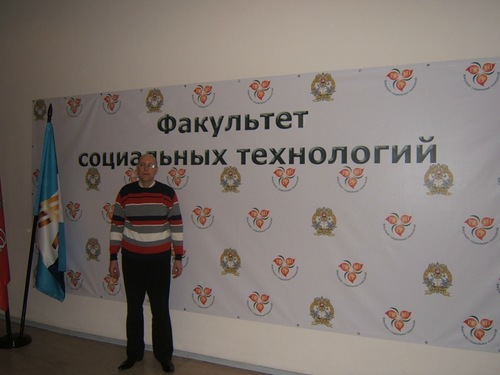 Факультет
социальных технологий